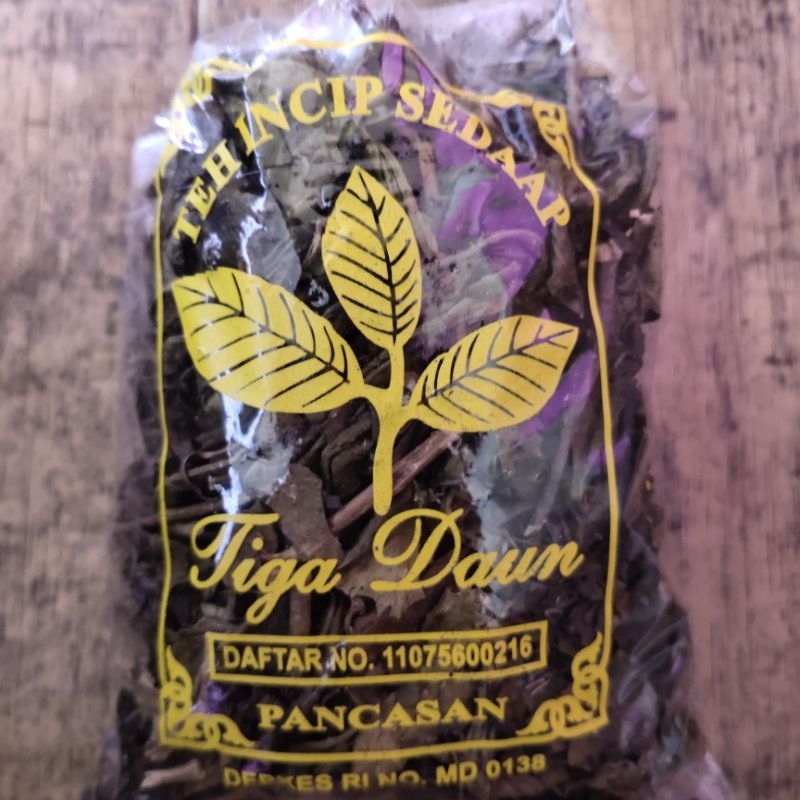 TEH INCIP SEDAAP
Tiga Daun
DAFTAR NO. 11075600216
PANCASAN
DEPKES RI NO. MD 0138